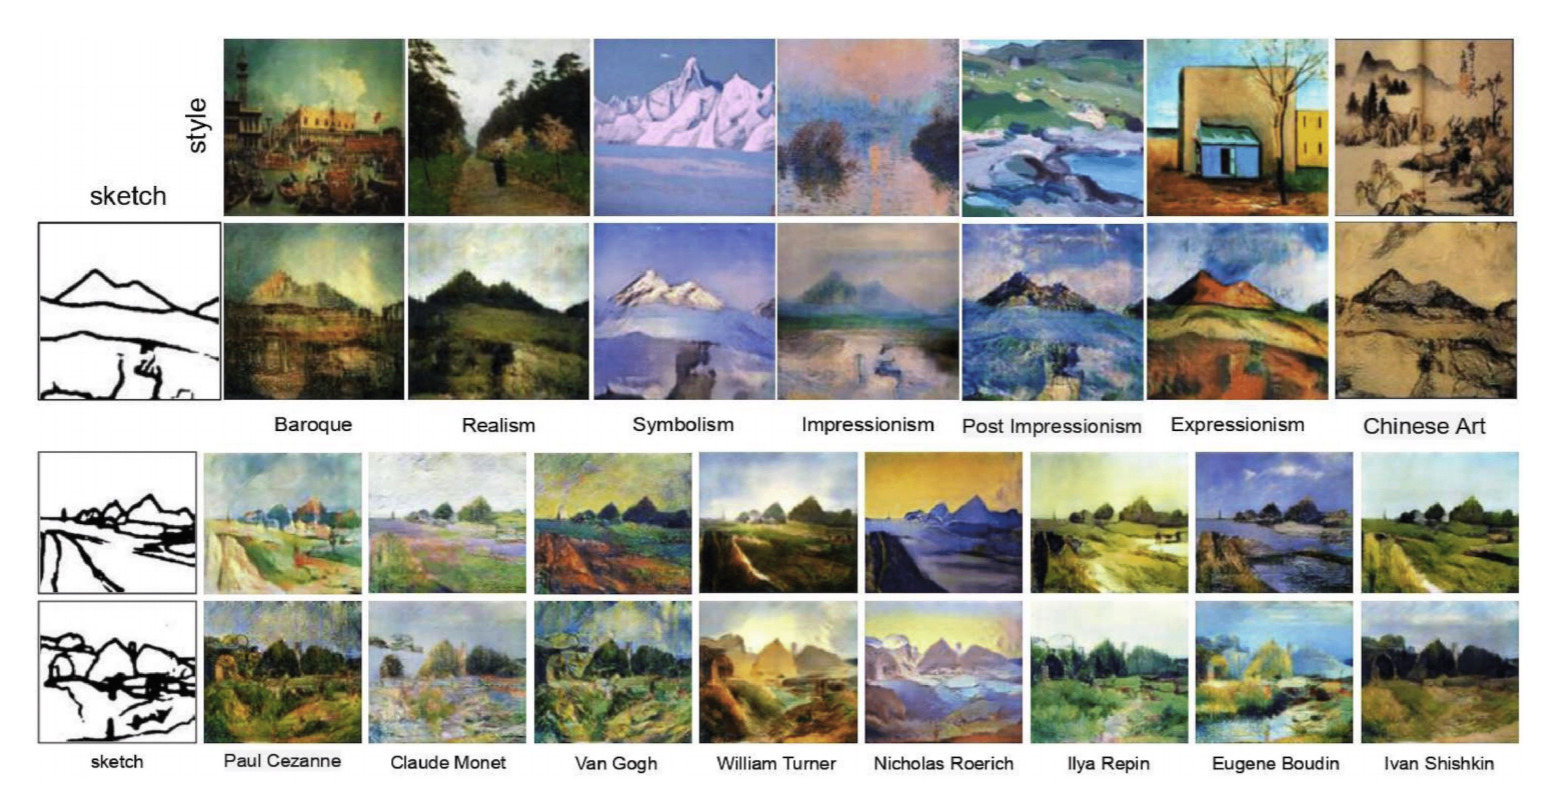 style
sketch
Baroque
Realism
Symbolism
Impressionism
Post Impressionism
Expressionism
Chinese Art
sketch
Paul Cezanne
Claude Monet
Van Gogh
William Turner
Nicholas Roerich
Ilya Repin
Eugene Boudin
Ivan Shishkin